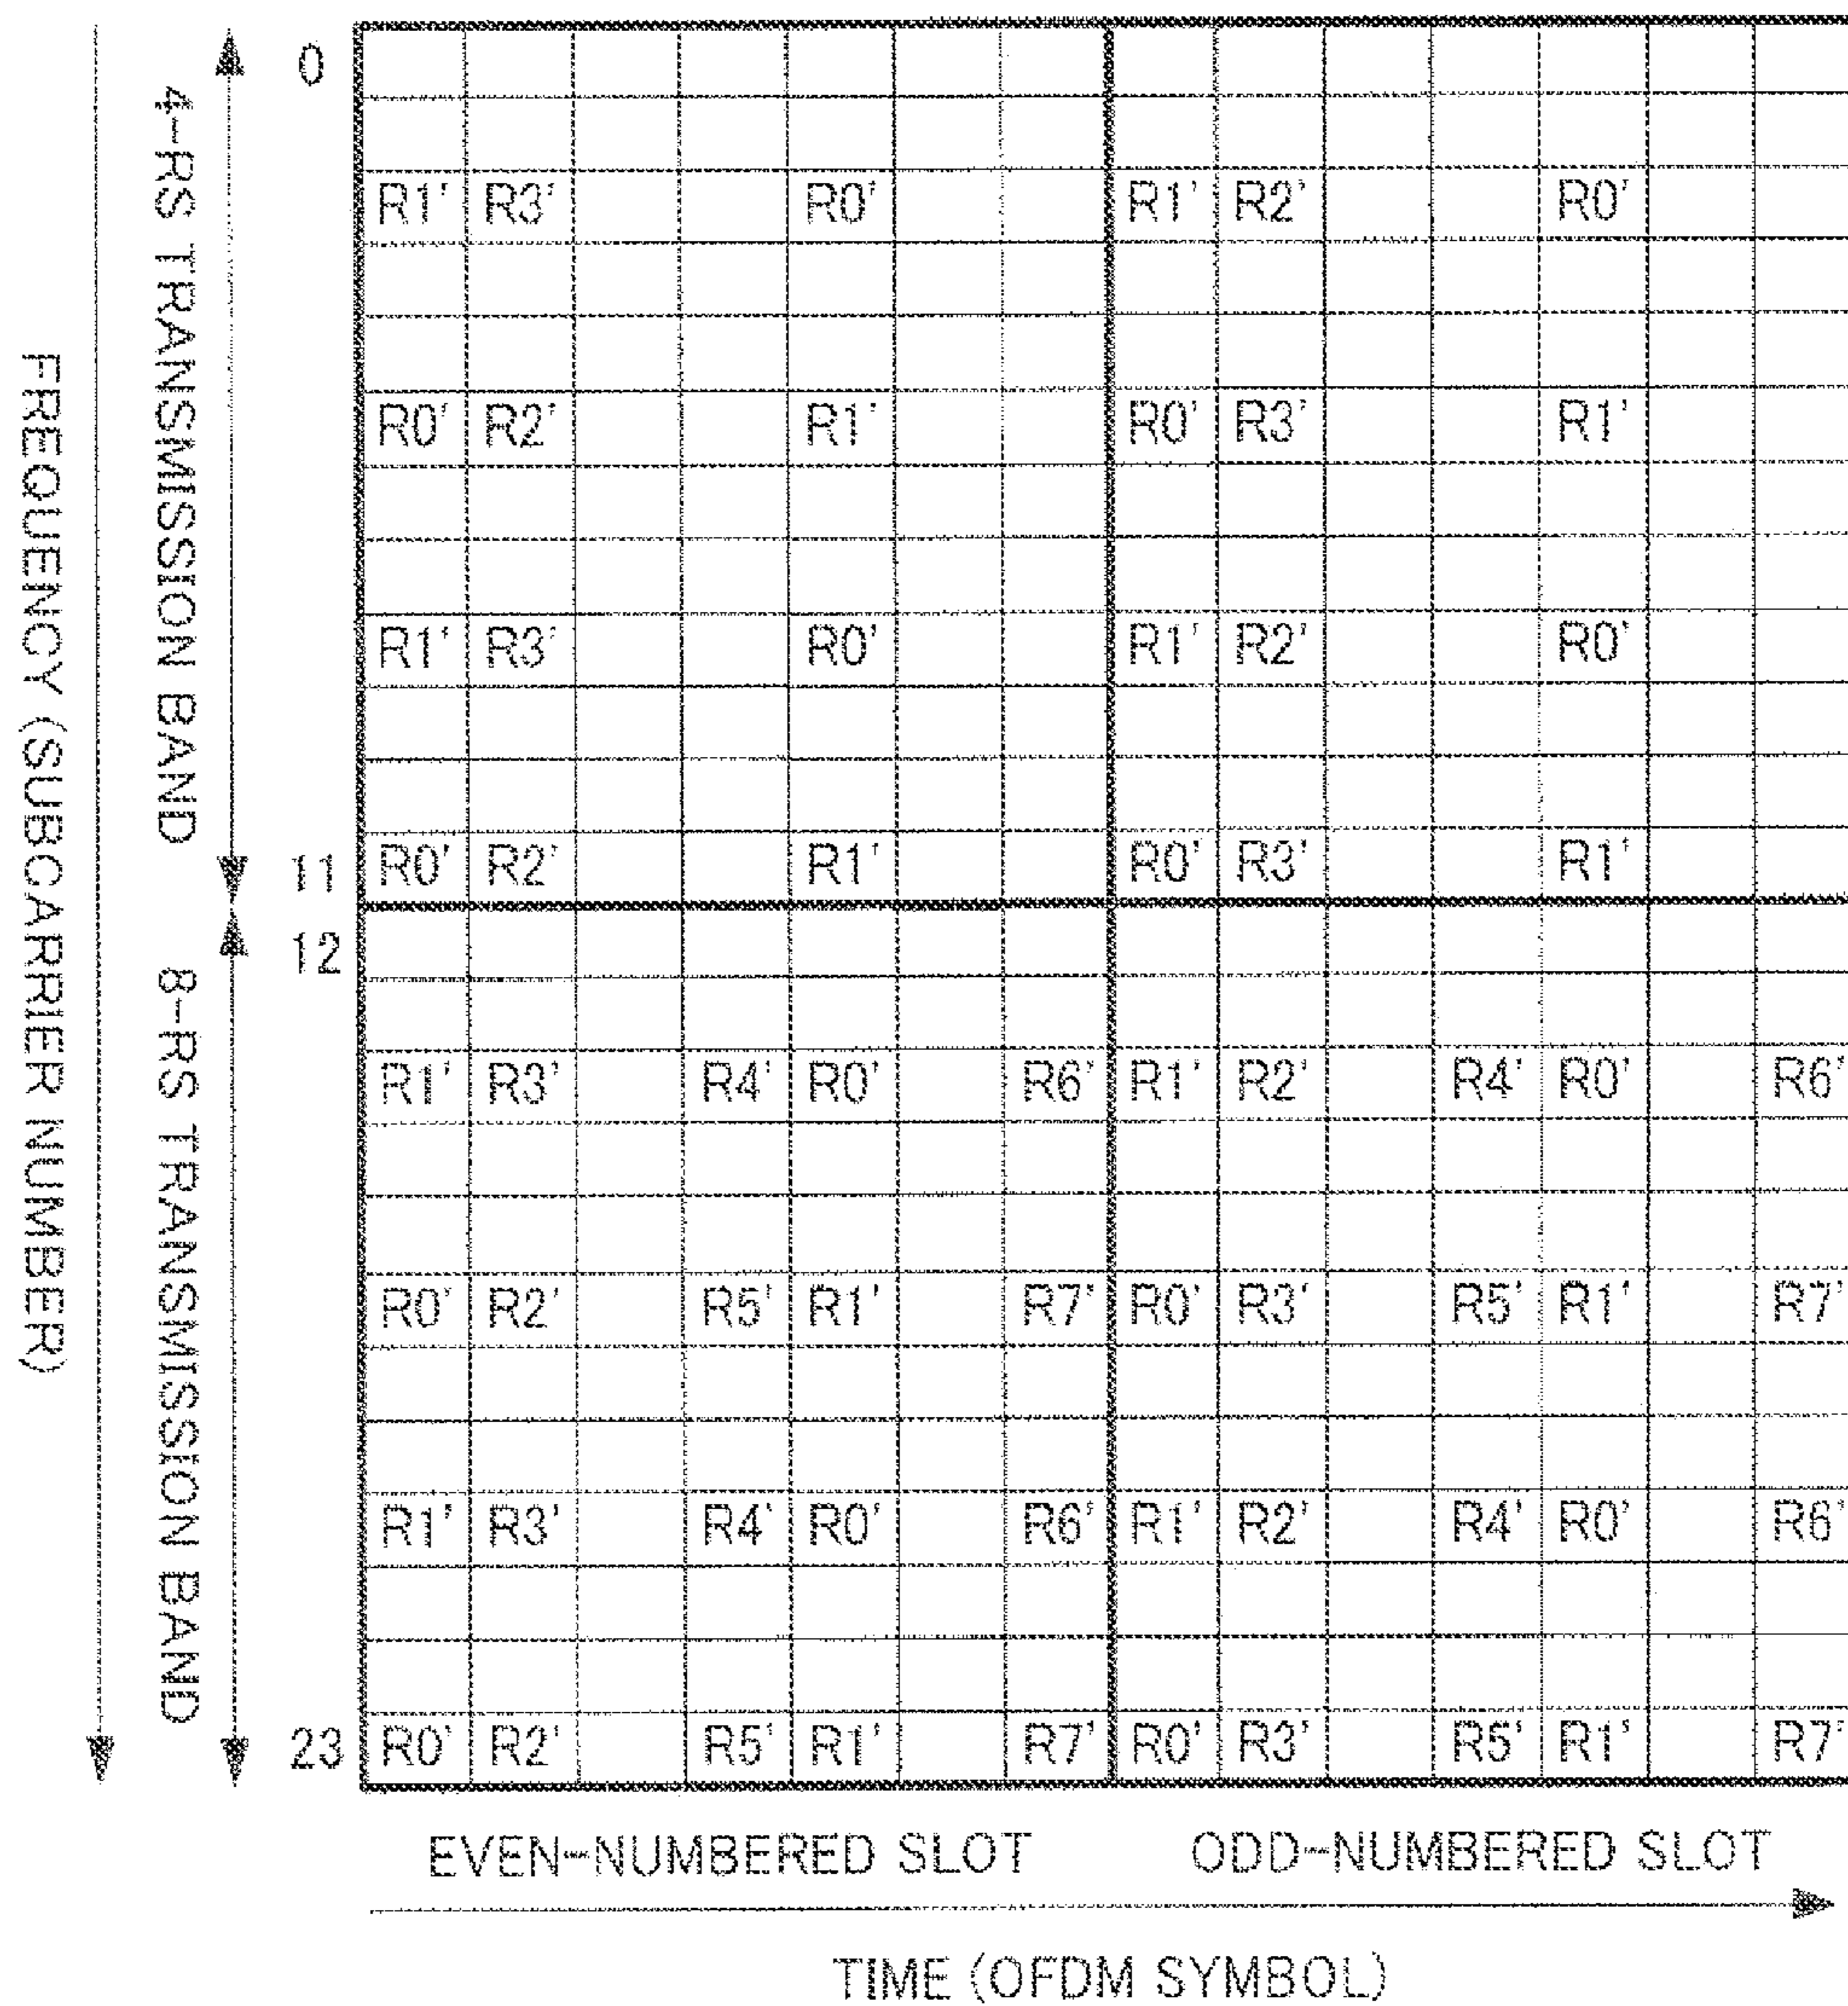 FREQUENCY (SUBCARRIER NUMBER)
4-RS TRANSMISSION BAND
8-RS TRANSMISSION BAND
0
R1' R3' R0' R1' R2' R0'
R0' R2' R1' R0' R3' R1'
R1' R3' R0' R1' R2' R0'
11 R0' R2' R1' R0' R3' R1'
12
R1' R3' R4' R0' R6' R1' R2' R4' R0' R6'
R0' R2' R5' R1' R7' R0' R3' R5' R1' R7'
R1' R3' R4' R0' R6' R1' R2' R4' R0' R6'
23 R0' R2' R5' R1' R7' R0' R3' R5' R1' R7'
EVEN-NUMBERED SLOT ODD-NUMBERED SLOT
TIME (OFDM SYMBOL)